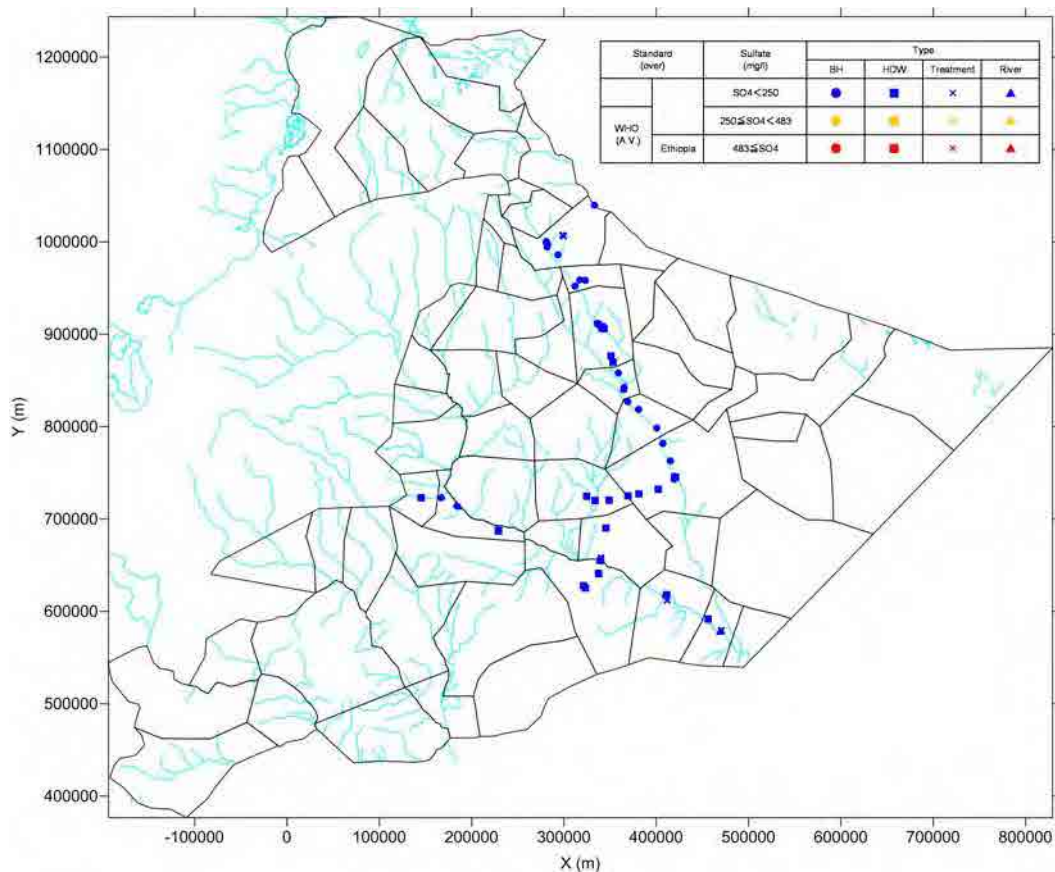 Standard (over) Sulfate (mg/l) Type
BH HDW Treatment River
SO4<250
WHO (A.V.) 250≦SO4<483
Ethiopia 483≦SO4
1200000
1100000
1000000
900000
800000
700000
600000
500000
400000
Y (m)
-100000 0 100000 200000 300000 400000 500000 600000 700000 800000
X (m)